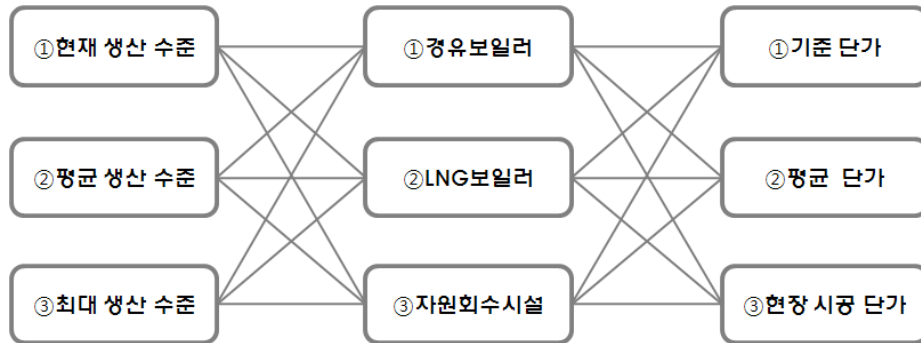 ①현재 생산 수준
①경유보일러
①기준 단가
②평균 생산 수준
②LNG보일러
②평균 단가
③최대 생산 수준
③자원회수시설
③현장 시공 단가